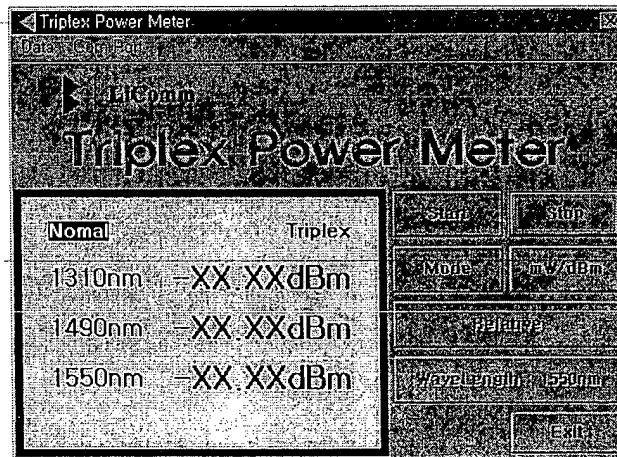 Triplex Power Meter
Data Com Port
LiComm
Triplex Power Meter
Nomal Triplex
1310nm -XX.XXdBm
1490nm -XX.XXdBm
1550nm -XX.XXdBm
Start Stop
Mode mW/dBm
Relative
WaveLength : 1550nm
Exit